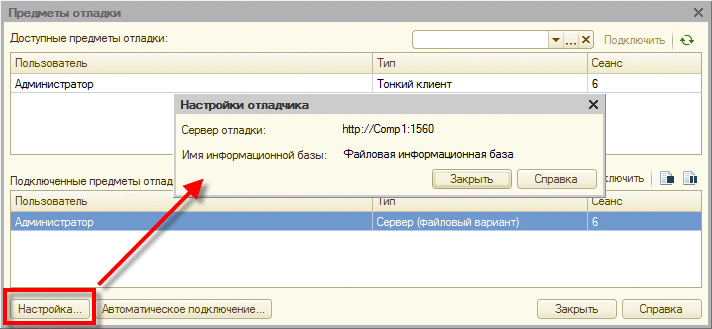 Предметы отладки
Доступные предметы отладки:
... Подключить
Пользователь Тип Сеанс
Администратор Тонкий клиент 6
Настройки отладчика
Сервер отладки: http://Comp1:1560
Имя информационной базы: Файловая информационная база
Закрыть Справка
Подключенные предметы отлад ключить
Пользователь Тип Сеанс
Администратор Сервер (файловый вариант) 6
Настройка... Автоматическое подключение... Закрыть Справка